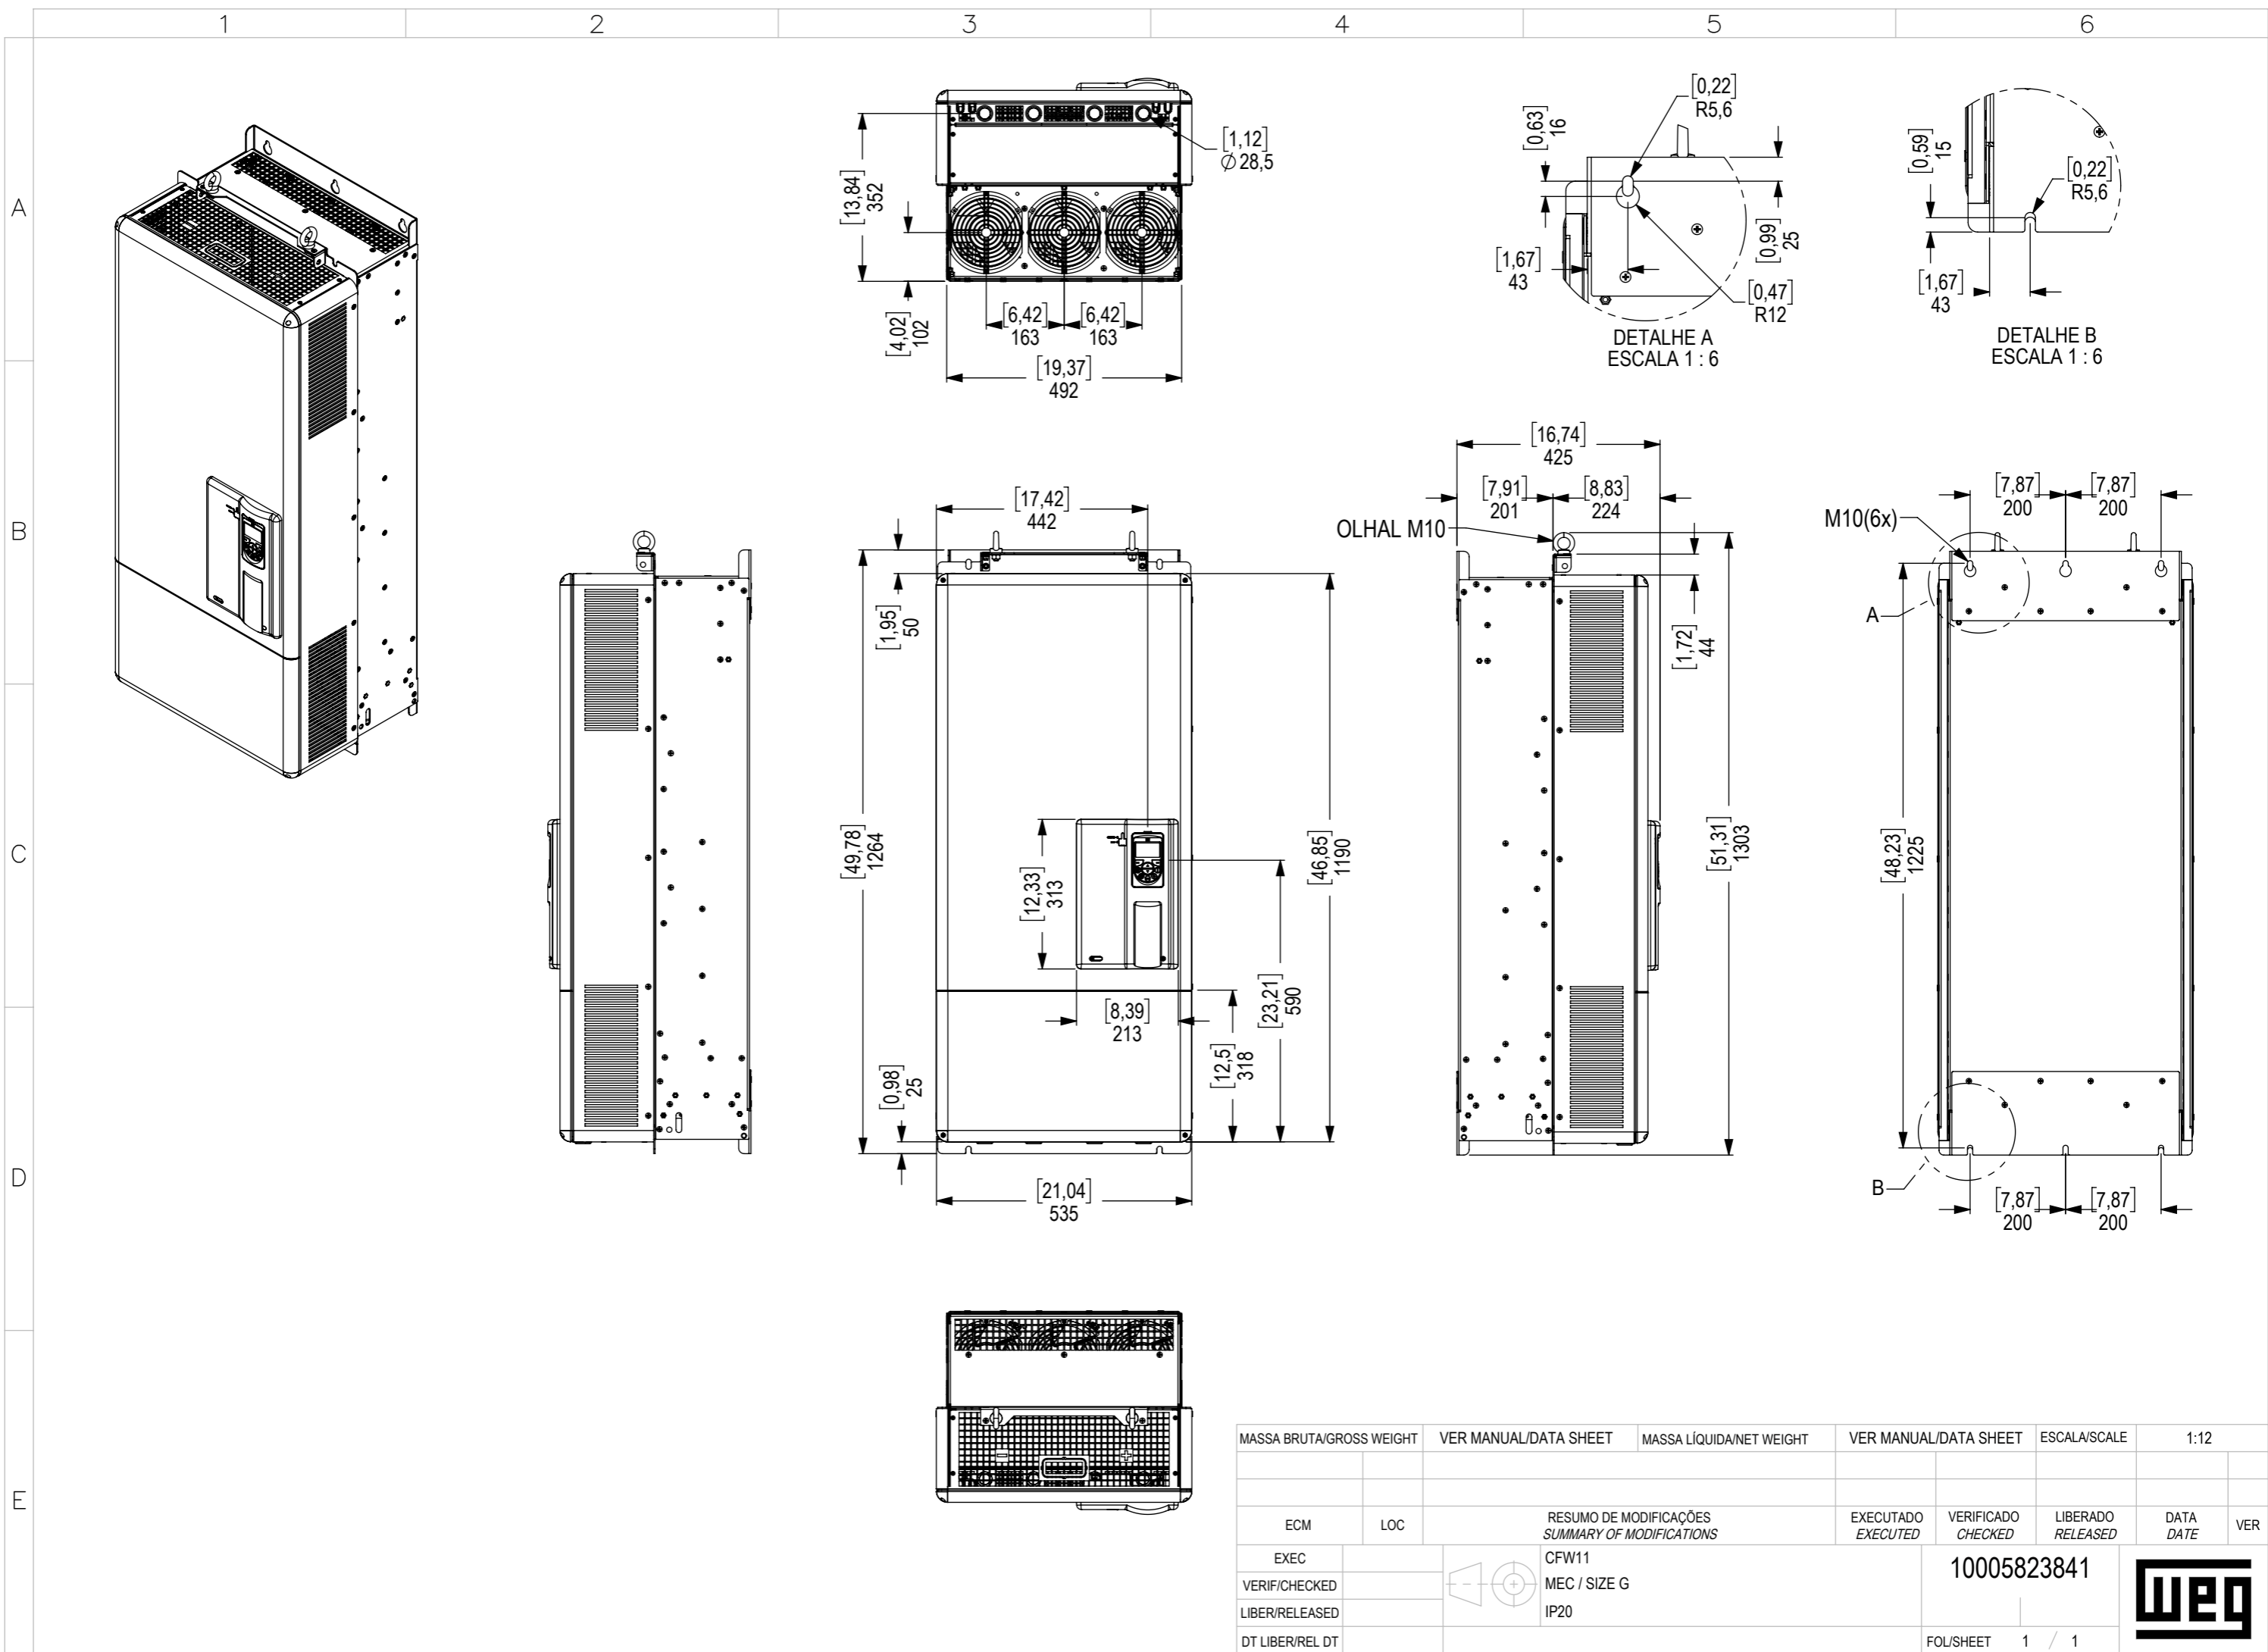 1 2 3 4 5 6
A
B
C
D
E
[1,12]
Ø 28,5
[13,84]
352
[4,02]
102
[6,42]
163
[6,42]
163
[19,37]
492
[0,22]
R5,6
[0,63]
16
[0,99]
25
[1,67]
43
[0,47]
R12
DETALHE A
ESCALA 1 : 6
[0,59]
15
[0,22]
R5,6
[1,67]
43
DETALHE B
ESCALA 1 : 6
[17,42]
442
[1,95]
50
[49,78]
1264
[12,33]
313
[46,85]
1190
[23,21]
590
[8,39]
213
[12,5]
318
[0,98]
25
[21,04]
535
[16,74]
425
[7,91]
201
[8,83]
224
OLHAL M10
[1,72]
44
[51,31]
1303
[7,87]
200
[7,87]
200
M10(6x)
A
[48,23]
1225
B
[7,87]
200
[7,87]
200
MASSA BRUTA/GROSS WEIGHT VER MANUAL/DATA SHEET MASSA LÍQUIDA/NET WEIGHT VER MANUAL/DATA SHEET ESCALA/SCALE 1:12
ECM LOC RESUMO DE MODIFICAÇÕES EXECUTADO VERIFICADO LIBERADO DATA VER
SUMMARY OF MODIFICATIONS EXECUTED CHECKED RELEASED DATE
EXEC
VERIF/CHECKED
LIBER/RELEASED
DT LIBER/REL DT
CFW11
MEC / SIZE G
IP20
10005823841
FOL/SHEET 1 / 1
weg